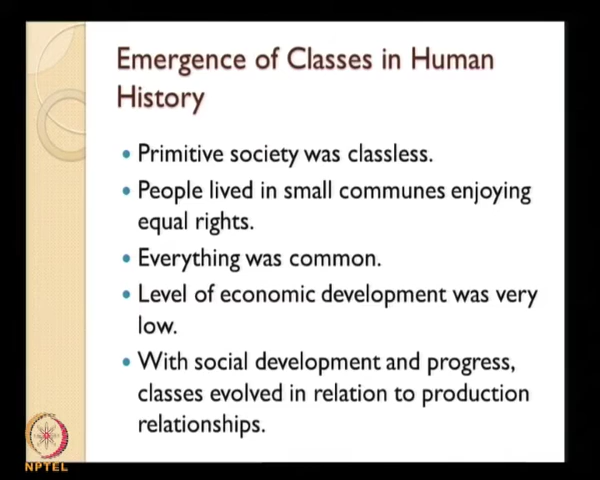 Emergence of Classes in Human
History
• Primitive society was classless.
• People lived in small communes enjoying
equal rights.
• Everything was common.
• Level of economic development was very
low.
• With social development and progress,
classes evolved in relation to production
relationships.
NPTEL